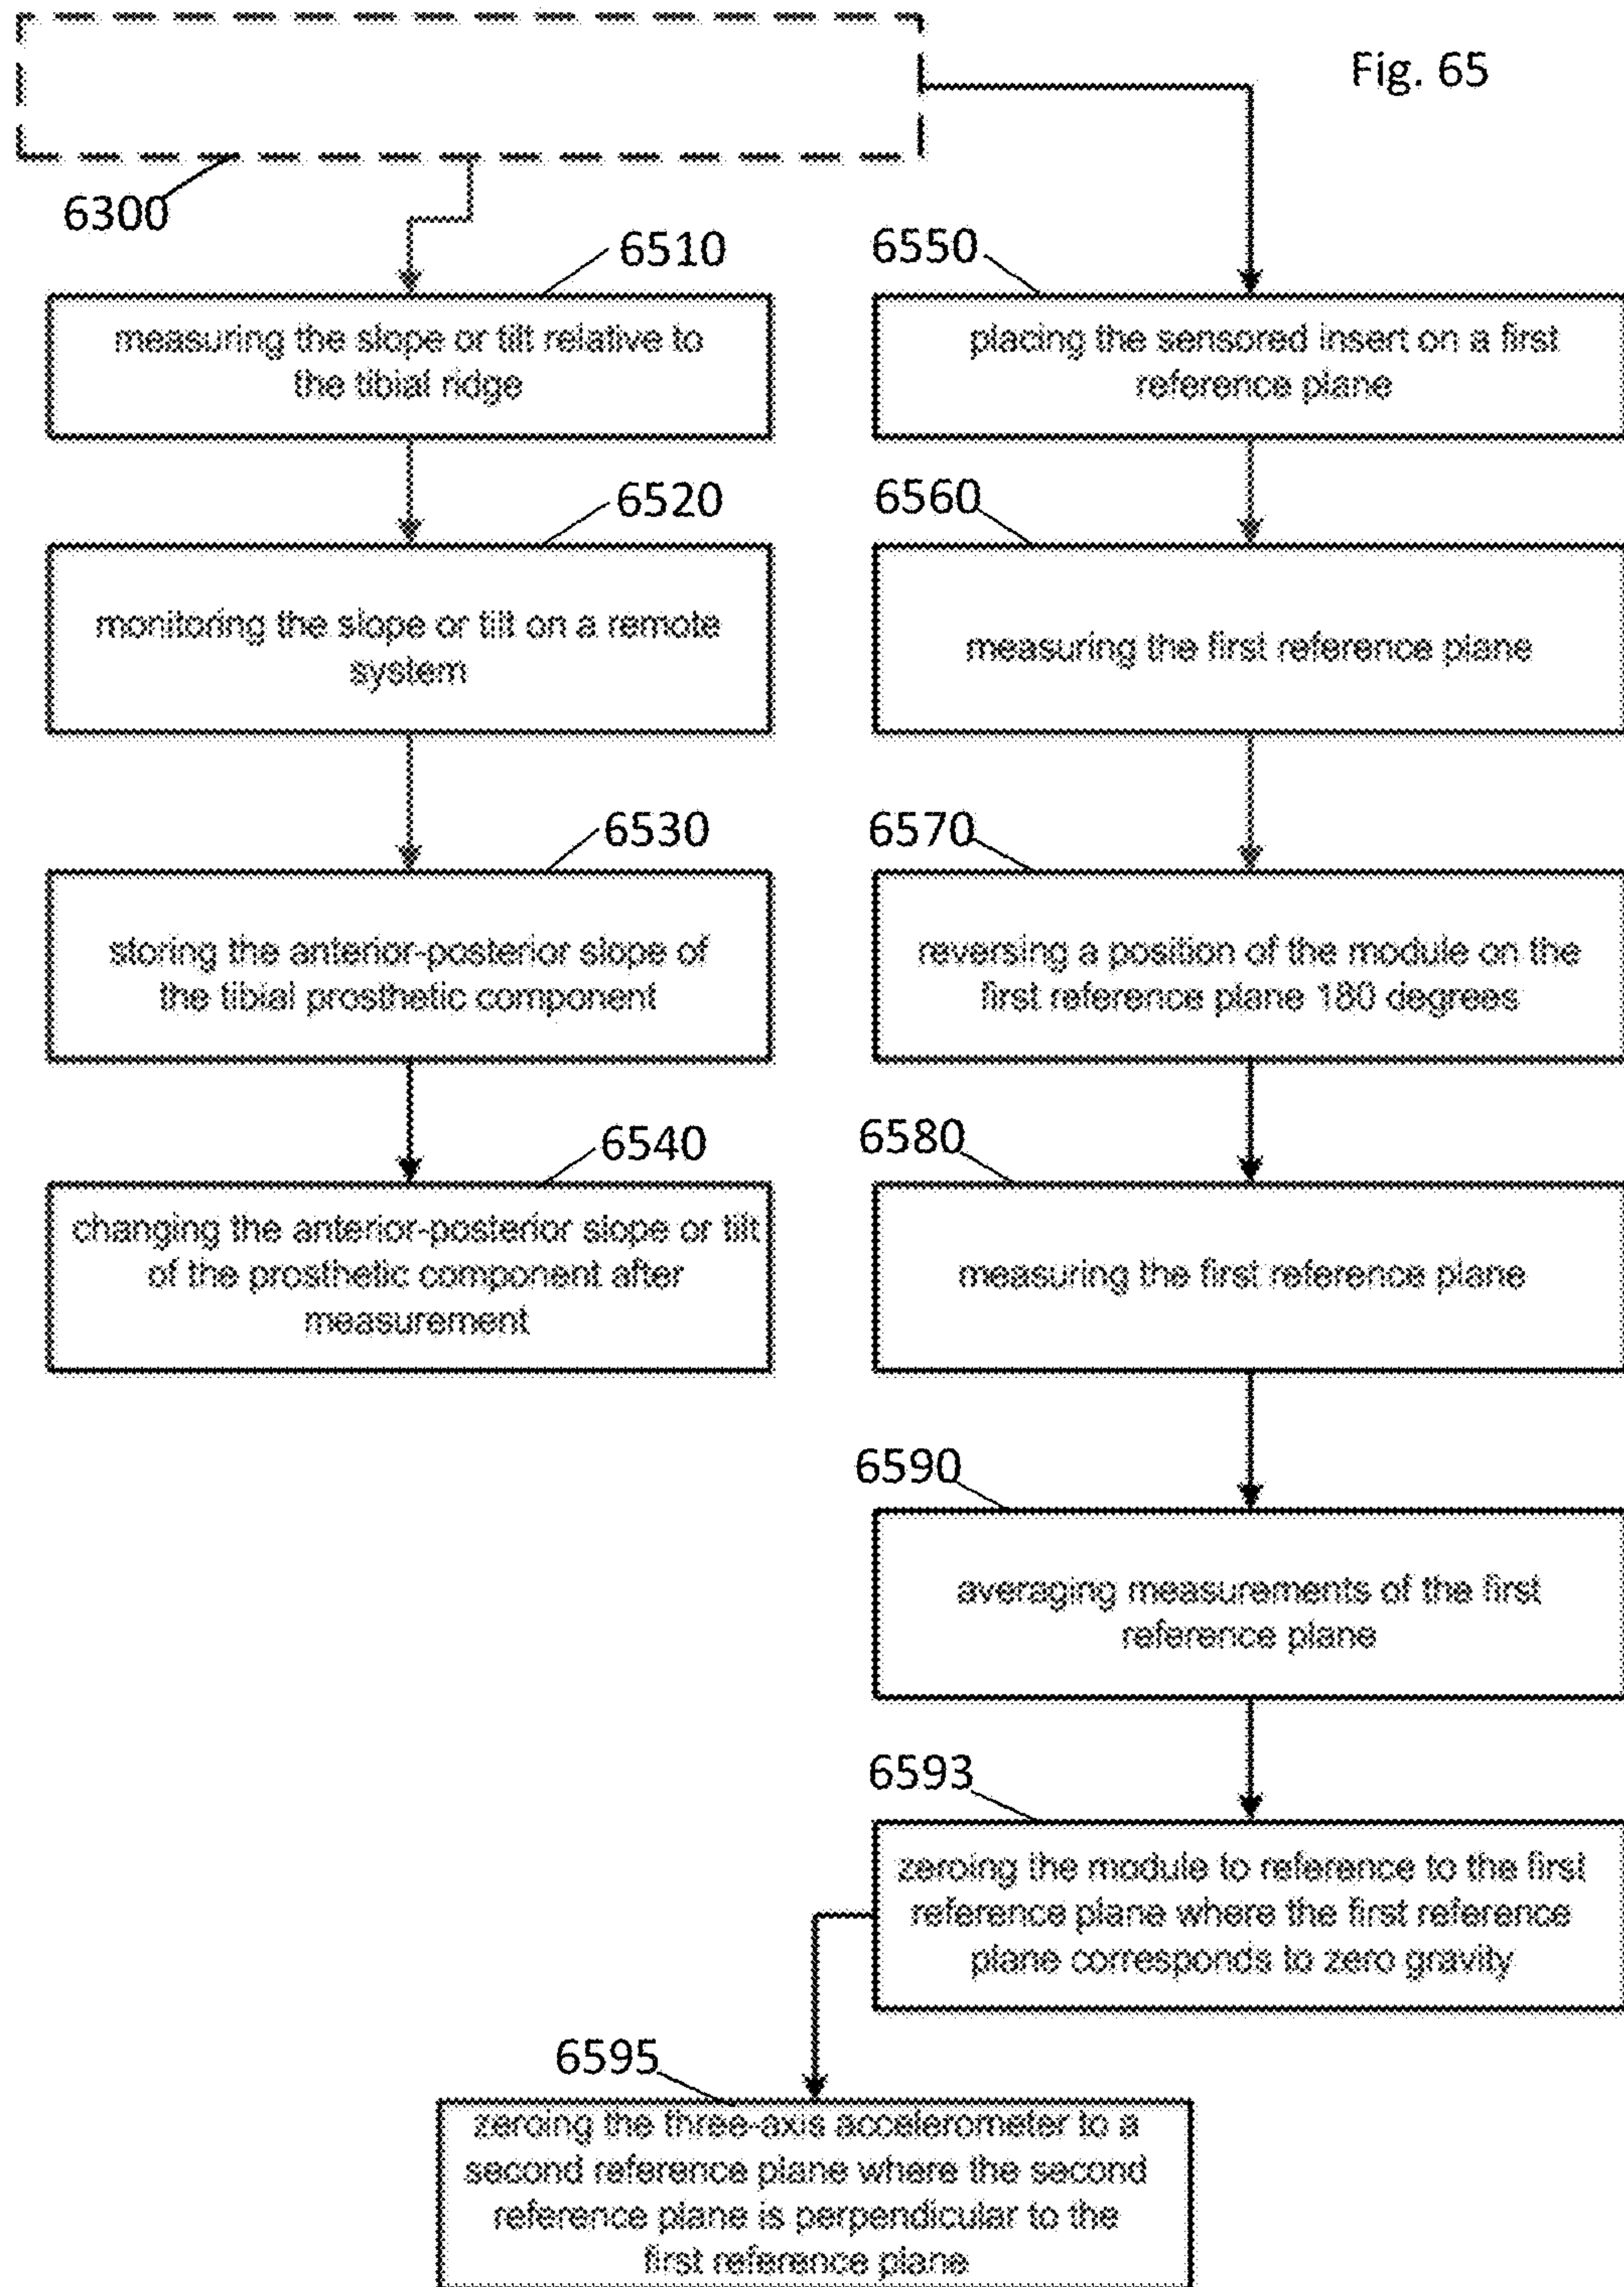 Fig. 65
6300
6510
measuring the slope or tilt relative to
the tibial ridge
6520
monitoring the slope or tilt on a remote
system
6530
storing the anterior-posterior slope of
the tibial prosthetic component
6540
changing the anterior-posterior slope or tilt
of the prosthetic component after
measurement
6550
placing the sensored insert on a first
reference plane
6560
measuring the first reference plane
6570
reversing a position of the module on the
first reference plane 180 degrees
6580
measuring the first reference plane
6590
averaging measurements of the first
reference plane
6593
zeroing the module to reference to the first
reference plane where the first reference
plane corresponds to zero gravity
6595
zeroing the three-axis accelerometer to a
second reference plane where the second
reference plane is perpendicular to the
first reference plane